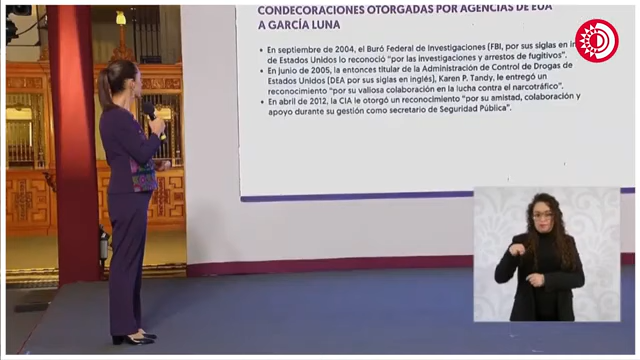 CONDECORACIONES OTORGADAS POR AGENCIAS DE EUA
A GARCÍA LUNA
• En septiembre de 2004, el Buró Federal de Investigaciones (FBI, por sus siglas en in
de Estados Unidos lo reconoció “por las investigaciones y arrestos de fugitivos”.
• En junio de 2005, la entonces titular de la Administración de Control de Drogas de
Estados Unidos (DEA por sus siglas en inglés), Karen P. Tandy, le entregó un
reconocimiento “por su valiosa colaboración en la lucha contra el narcotráfico”.
• En abril de 2012, la CIA le otorgó un reconocimiento “por su amistad, colaboración y
apoyo durante su gestión como secretario de Seguridad Pública”.